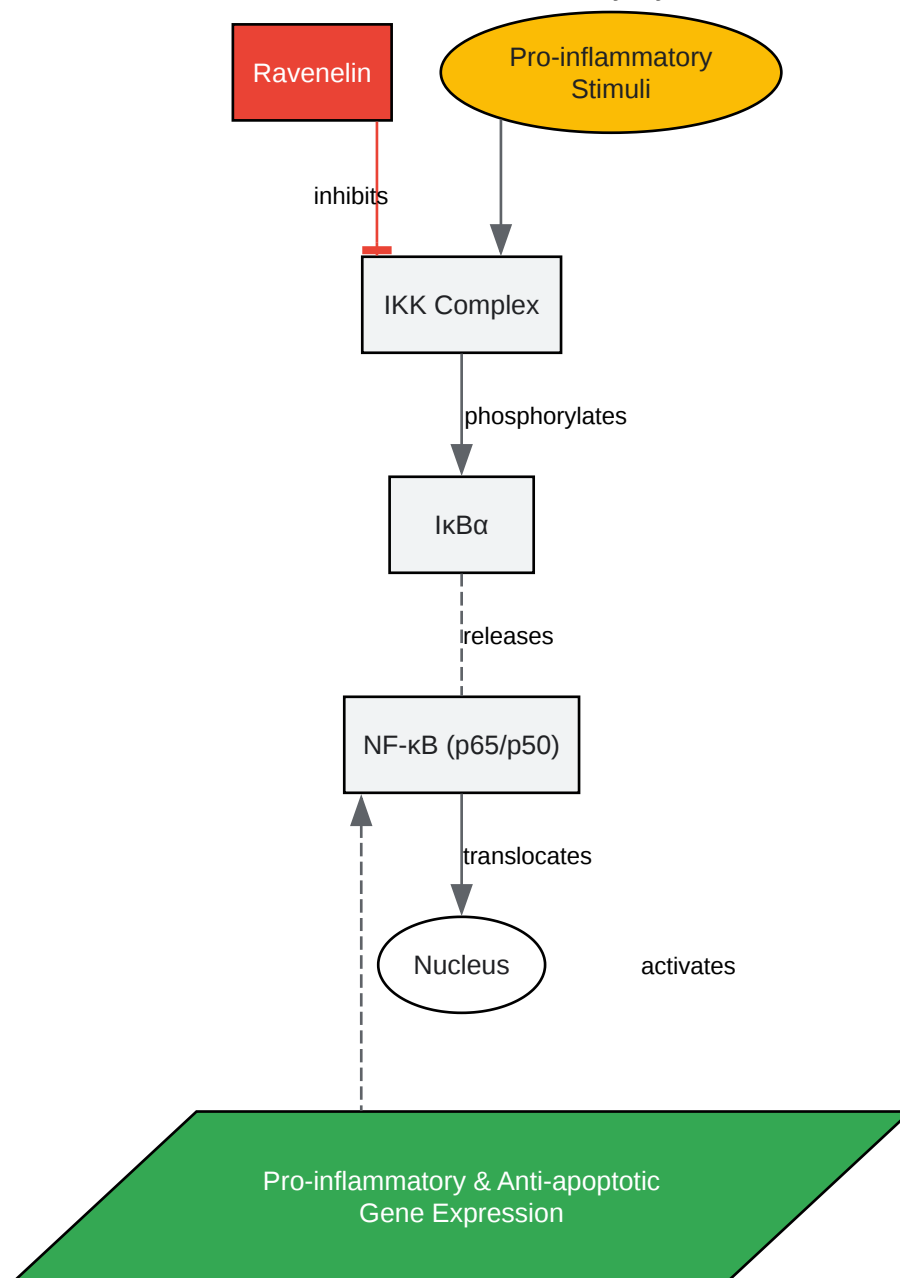 Ravenelin
Pro-inflammatory
Stimuli
inhibits
IKK Complex
phosphorylates
IκBα
releases
NF-κB (p65/p50)
translocates
Nucleus
activates
Pro-inflammatory & Anti-apoptotic
Gene Expression